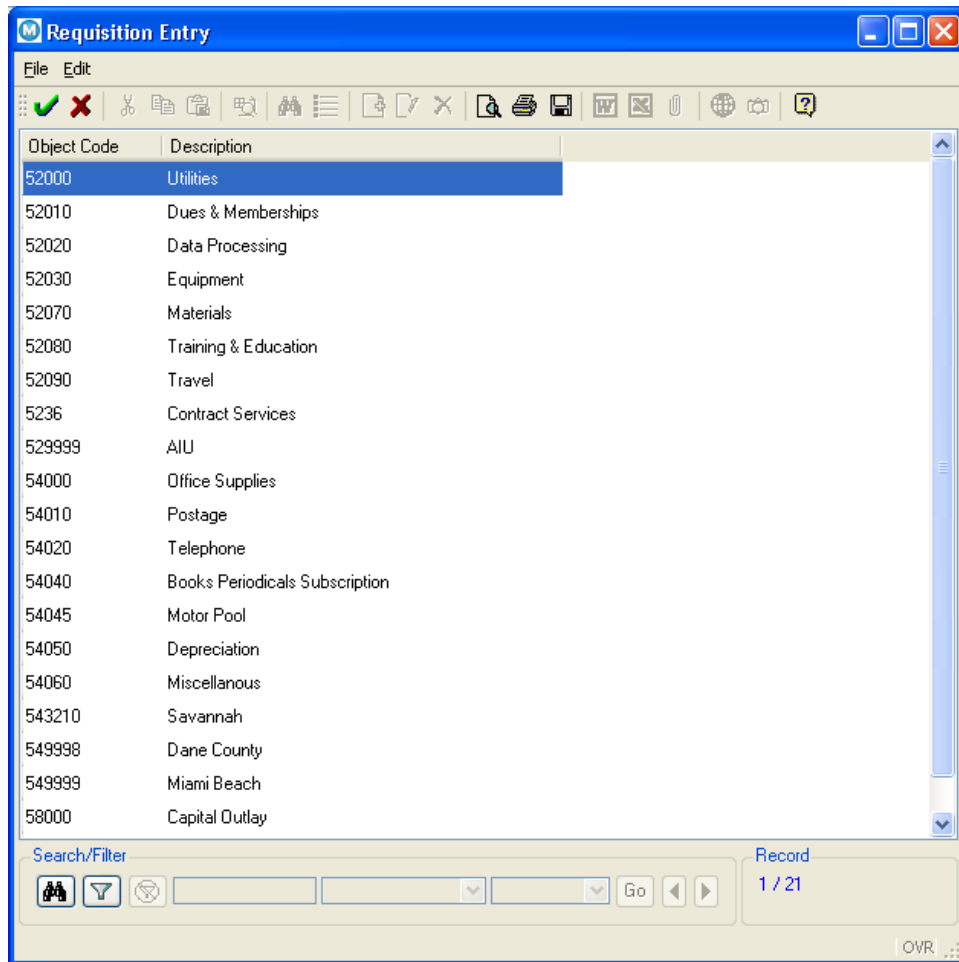 Requisition Entry
File Edit
Object Code Description
52000 Utilities
52010 Dues & Memberships
52020 Data Processing
52030 Equipment
52070 Materials
52080 Training & Education
52090 Travel
5236 Contract Services
529999 AIU
54000 Office Supplies
54010 Postage
54020 Telephone
54040 Books Periodicals Subscription
54045 Motor Pool
54050 Depreciation
54060 Miscellanous
543210 Savannah
549998 Dane County
549999 Miami Beach
58000 Capital Outlay
Search/Filter Record
Go 1 / 21
OVR